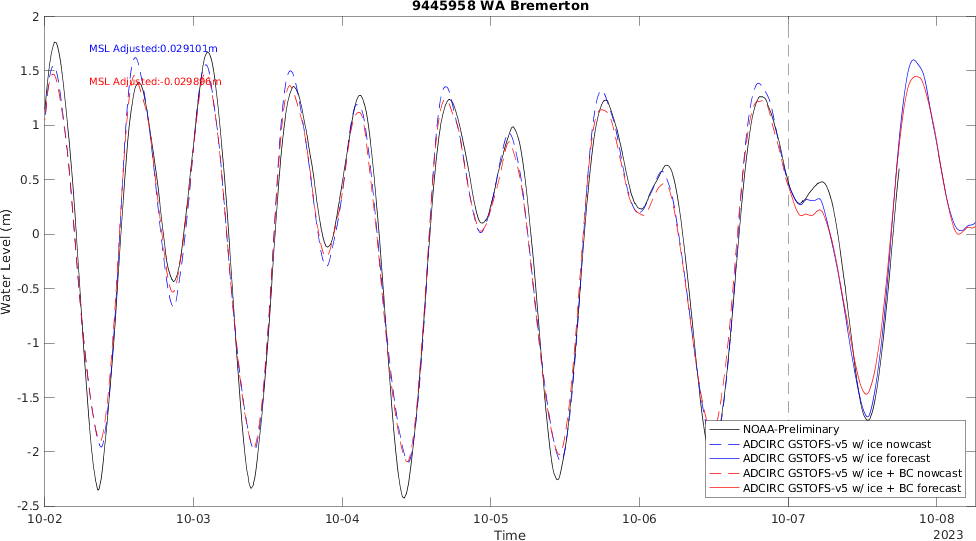 9445958 WA Bremerton
2
1.5
1
0.5
0
-0.5
-1
-1.5
-2
-2.5
Water Level (m)
MSL Adjusted:0.029101m
MSL Adjusted:-0.029896m
NOAA-Preliminary
ADCIRC GSTOFS-v5 w/ ice nowcast
ADCIRC GSTOFS-v5 w/ ice forecast
ADCIRC GSTOFS-v5 w/ ice + BC nowcast
ADCIRC GSTOFS-v5 w/ ice + BC forecast
10-02
10-03
10-04
10-05
10-06
10-07
10-08
Time
2023